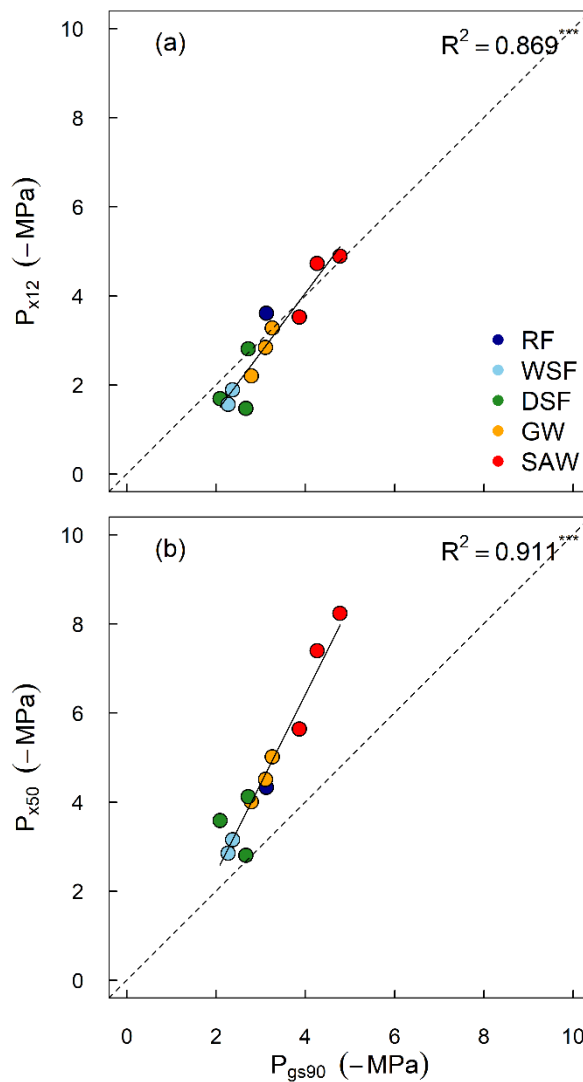 (a)
R² = 0.869***
10
8
6
4
2
0
Pₓ₁₂ (−MPa)
RF
WSF
DSF
GW
SAW
(b)
R² = 0.911***
10
8
6
4
2
0
Pₓ₅₀ (−MPa)
0 2 4 6 8 10
P_gs90 (−MPa)